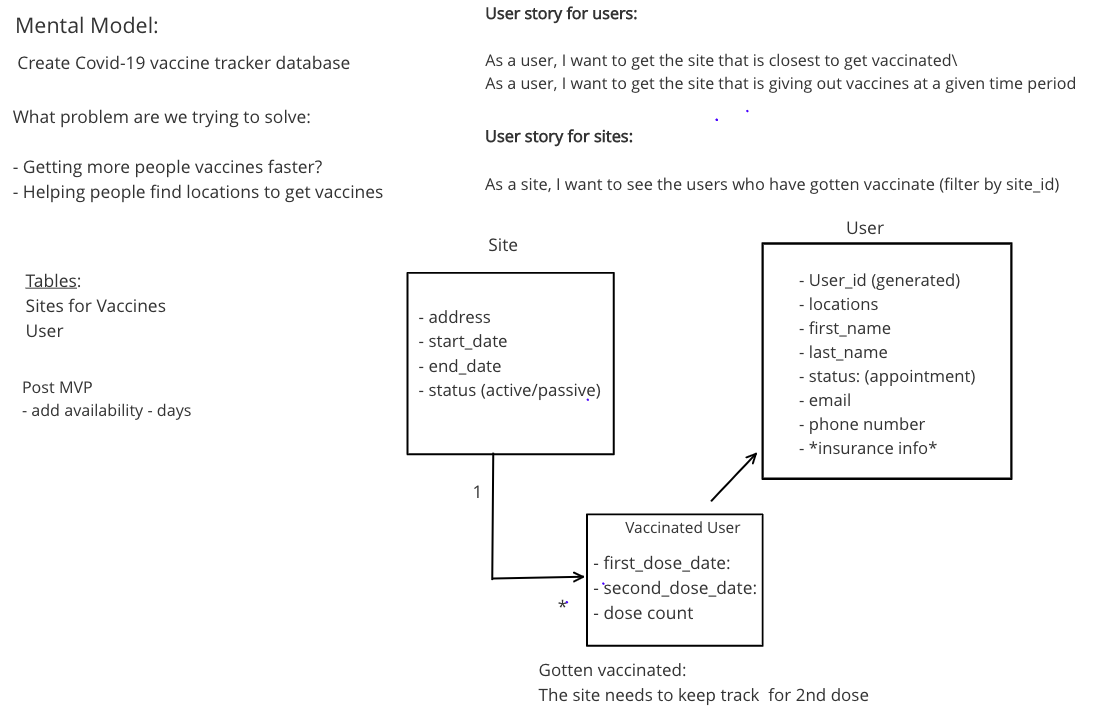 Mental Model:
Create Covid-19 vaccine tracker database
What problem are we trying to solve:
- Getting more people vaccines faster?
- Helping people find locations to get vaccines
User story for users:
As a user, I want to get the site that is closest to get vaccinated\
As a user, I want to get the site that is giving out vaccines at a given time period
User story for sites:
As a site, I want to see the users who have gotten vaccinate (filter by site_id)
Tables:
Sites for Vaccines
User
Post MVP
- add availability - days
Site
- address
- start_date
- end_date
- status (active/passive)
User
- User_id (generated)
- locations
- first_name
- last_name
- status: (appointment)
- email
- phone number
- *insurance info*
1
*
Vaccinated User
- first_dose_date:
- second_dose_date:
- dose count
Gotten vaccinated:
The site needs to keep track  for 2nd dose